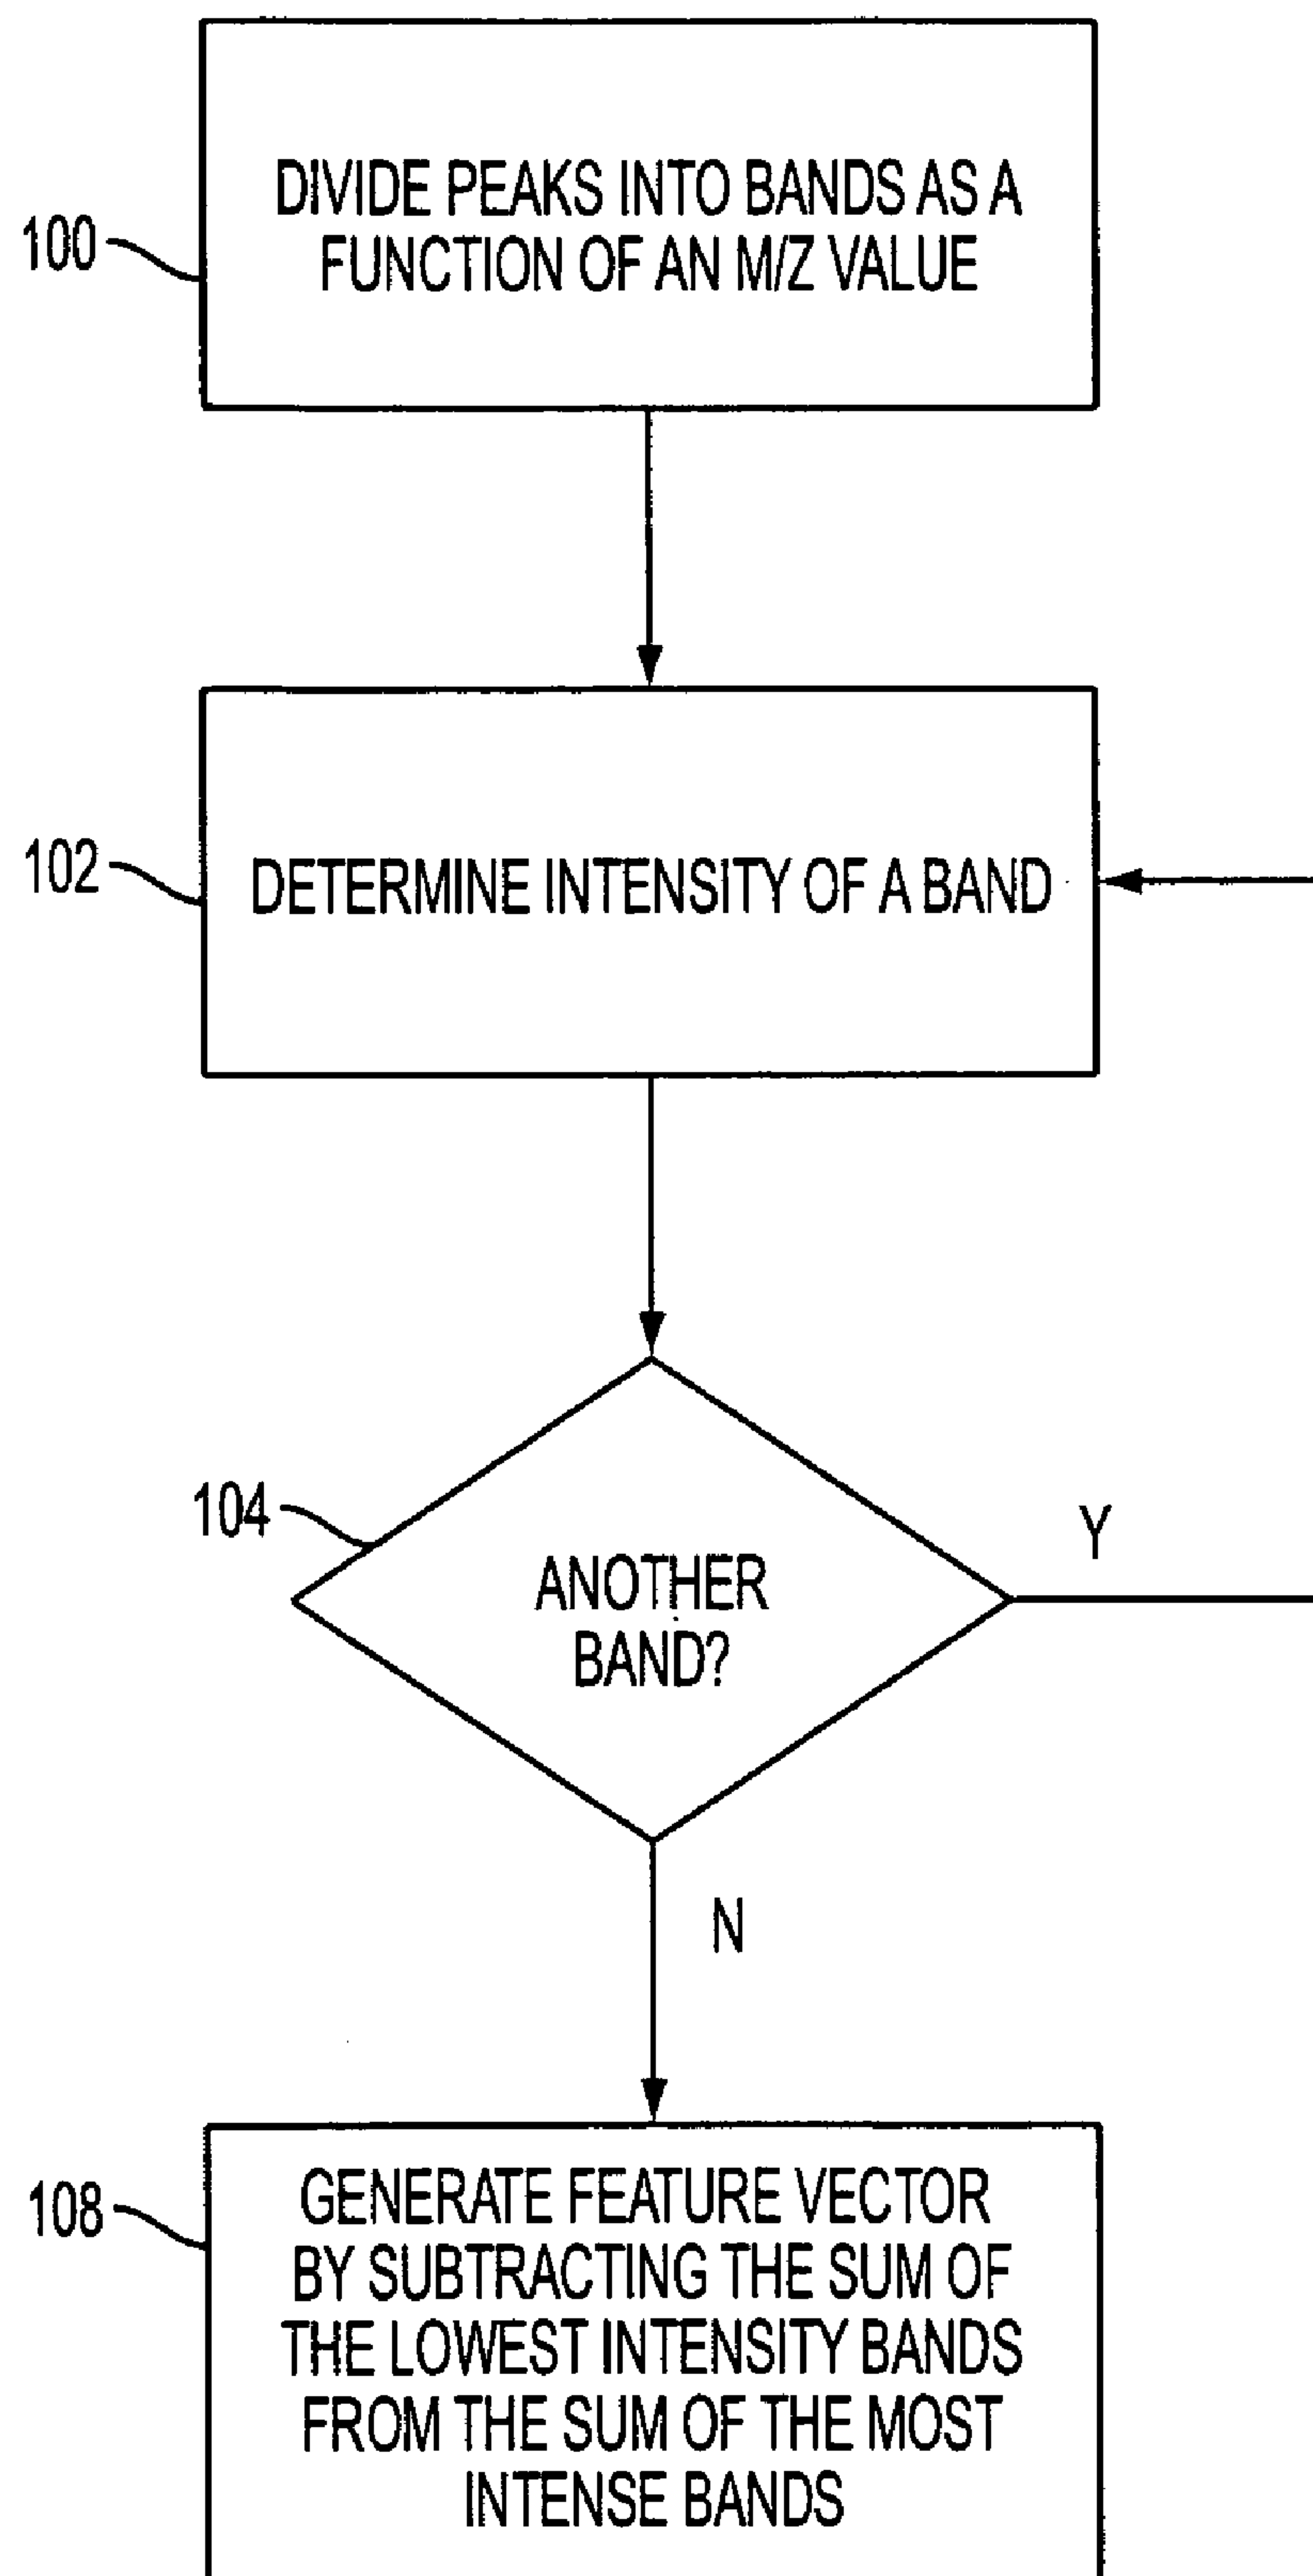 100
DIVIDE PEAKS INTO BANDS AS A
FUNCTION OF AN M/Z VALUE
102
DETERMINE INTENSITY OF A BAND
104
ANOTHER
BAND?
Y
N
108
GENERATE FEATURE VECTOR
BY SUBTRACTING THE SUM OF
THE LOWEST INTENSITY BANDS
FROM THE SUM OF THE MOST
INTENSE BANDS